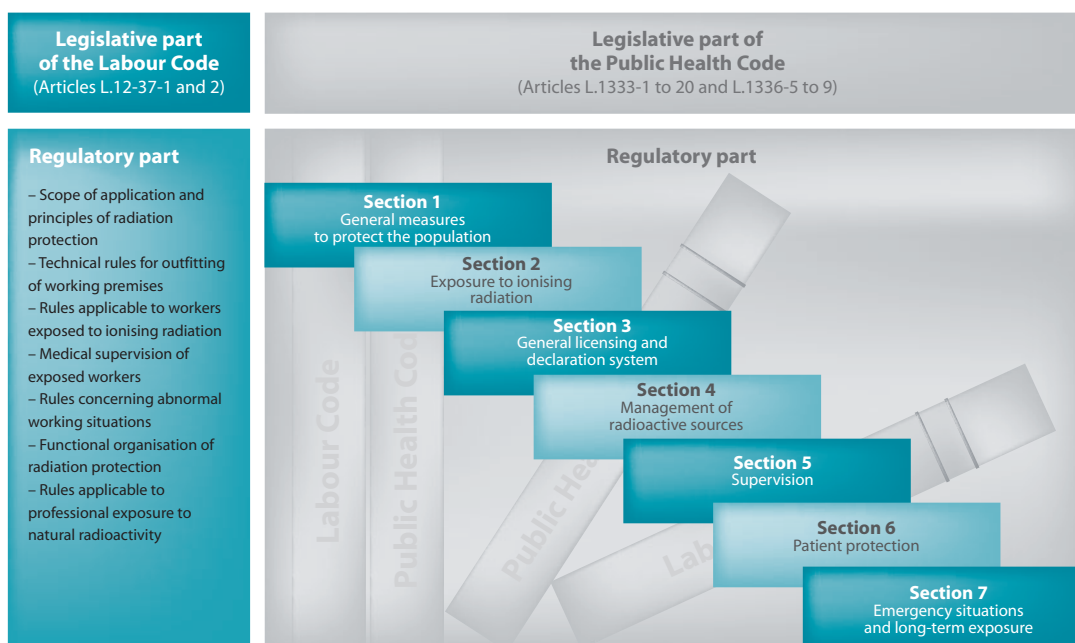 Legislative part
of the Labour Code
(Articles L.12-37-1 and 2)
Legislative part of
the Public Health Code
(Articles L.1333-1 to 20 and L.1336-5 to 9)
Regulatory part
– Scope of application and
principles of radiation
protection
– Technical rules for outfitting
of working premises
– Rules applicable to workers
exposed to ionising radiation
– Medical supervision of
exposed workers
– Rules concerning abnormal
working situations
– Functional organisation of
radiation protection
– Rules applicable to
professional exposure to
natural radioactivity
Regulatory part
Section 1
General measures
to protect the population
Section 2
Exposure to ionising
radiation
Section 3
General licensing and
declaration system
Section 4
Management of
radioactive sources
Section 5
Supervision
Section 6
Patient protection
Section 7
Emergency situations
and long-term exposure
Labour Code
Public Health Cod
Public Hea
Lab